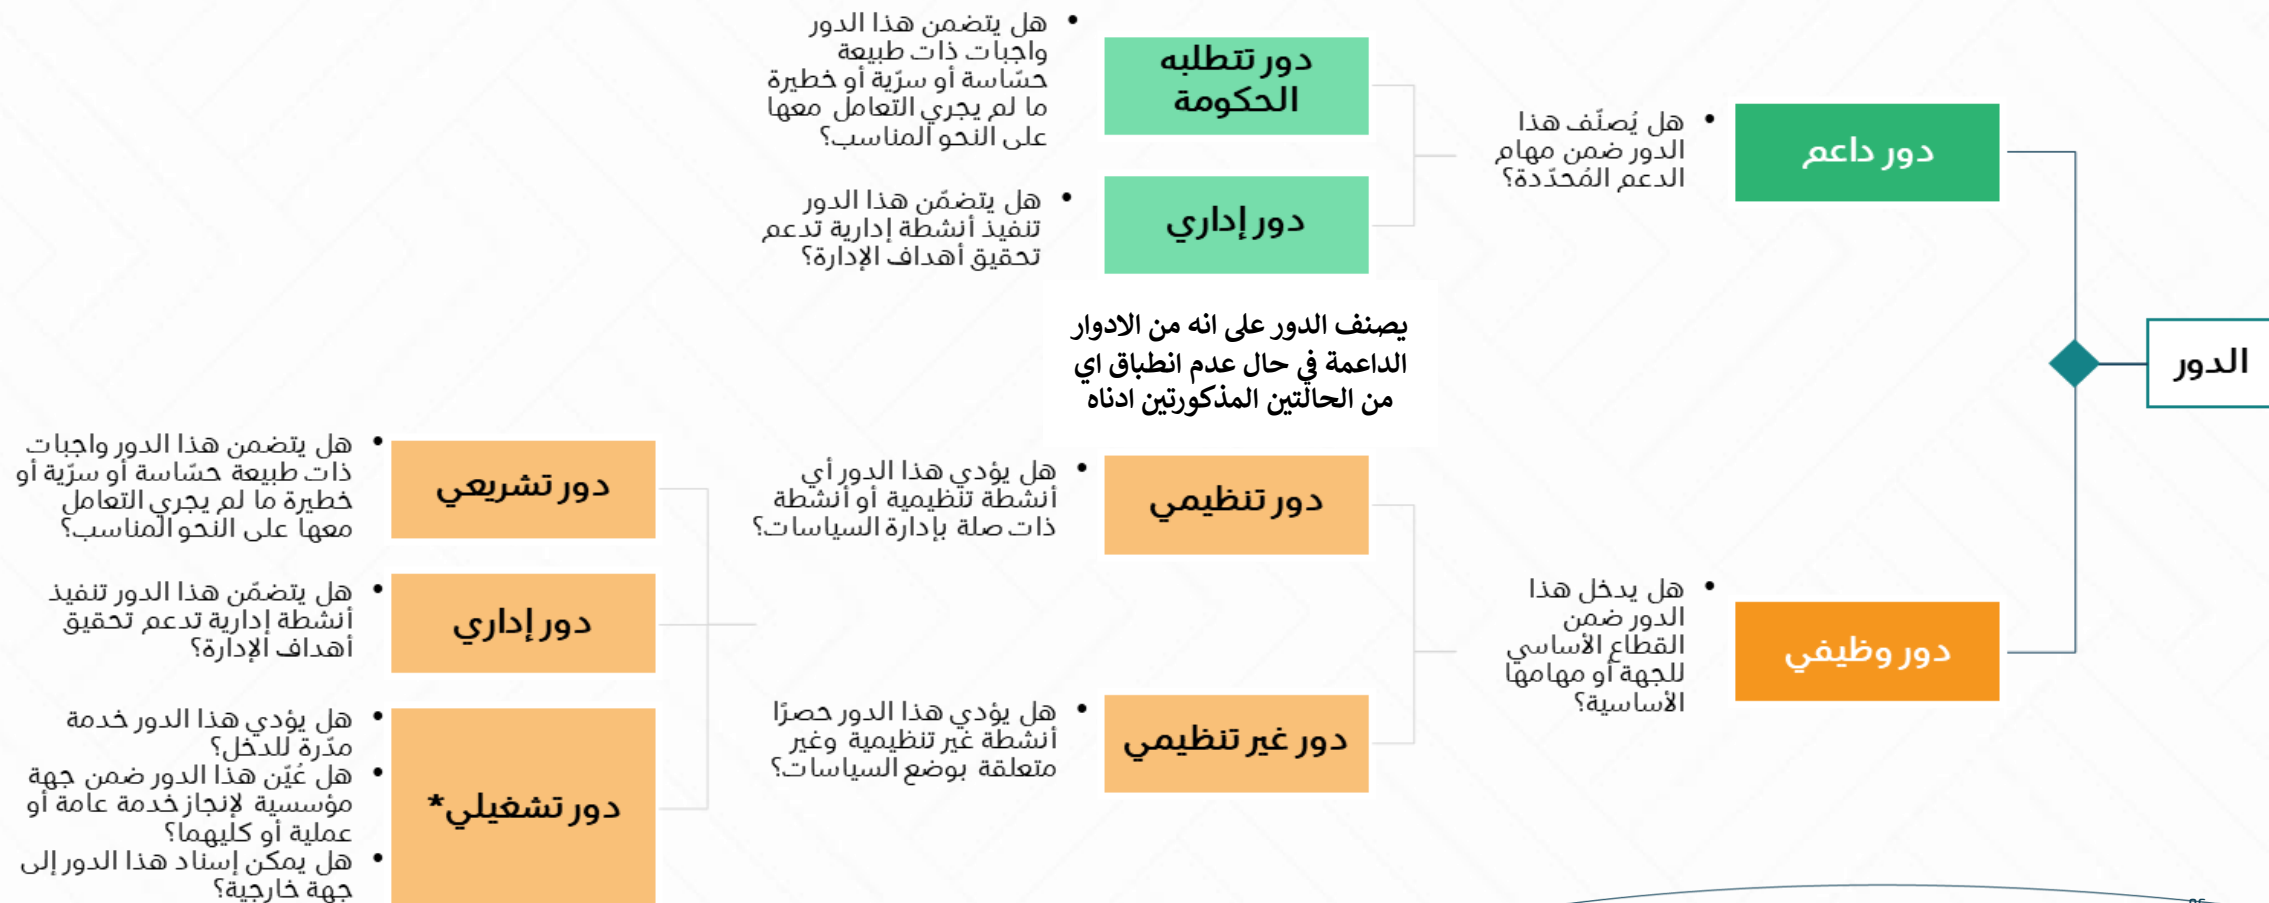 الدور
دور داعم
• هل يُصنّف هذا
الدور ضمن مهام
الدعم المُحدّدة؟
دور تتطلبه
الحكومة
• هل يتضمن هذا الدور
واجبات ذات طبيعة
حسّاسة أو سرّية أو خطيرة
ما لم يجري التعامل معها
على النحو المناسب؟
دور إداري
• هل يتضمّن هذا الدور
تنفيذ أنشطة إدارية تدعم
تحقيق أهداف الإدارة؟
يصنف الدور على انه من الادوار
الداعمة في حال عدم انطباق اي
من الحالتين المذكورتين ادناه
دور وظيفي
• هل يدخل هذا
الدور ضمن
القطاع الأساسي
للجهة أو مهامها
الأساسية؟
دور تنظيمي
• هل يؤدي هذا الدور أي
أنشطة تنظيمية أو أنشطة
ذات صلة بإدارة السياسات؟
دور غير تنظيمي
• هل يؤدي هذا الدور حصرًا
أنشطة غير تنظيمية وغير
متعلقة بوضع السياسات؟
دور تشريعي
• هل يتضمن هذا الدور واجبات
ذات طبيعة حسّاسة أو سرّية أو
خطيرة ما لم يجري التعامل
معها على النحو المناسب؟
دور إداري
• هل يتضمّن هذا الدور تنفيذ
أنشطة إدارية تدعم تحقيق
أهداف الإدارة؟
دور تشغيلي*
• هل يؤدي هذا الدور خدمة
مدّرة للدخل؟
• هل عُيّن هذا الدور ضمن جهة
مؤسسية لإنجاز خدمة عامة أو
عملية أو كليهما؟
• هل يمكن إسناد هذا الدور إلى
جهة خارجية؟